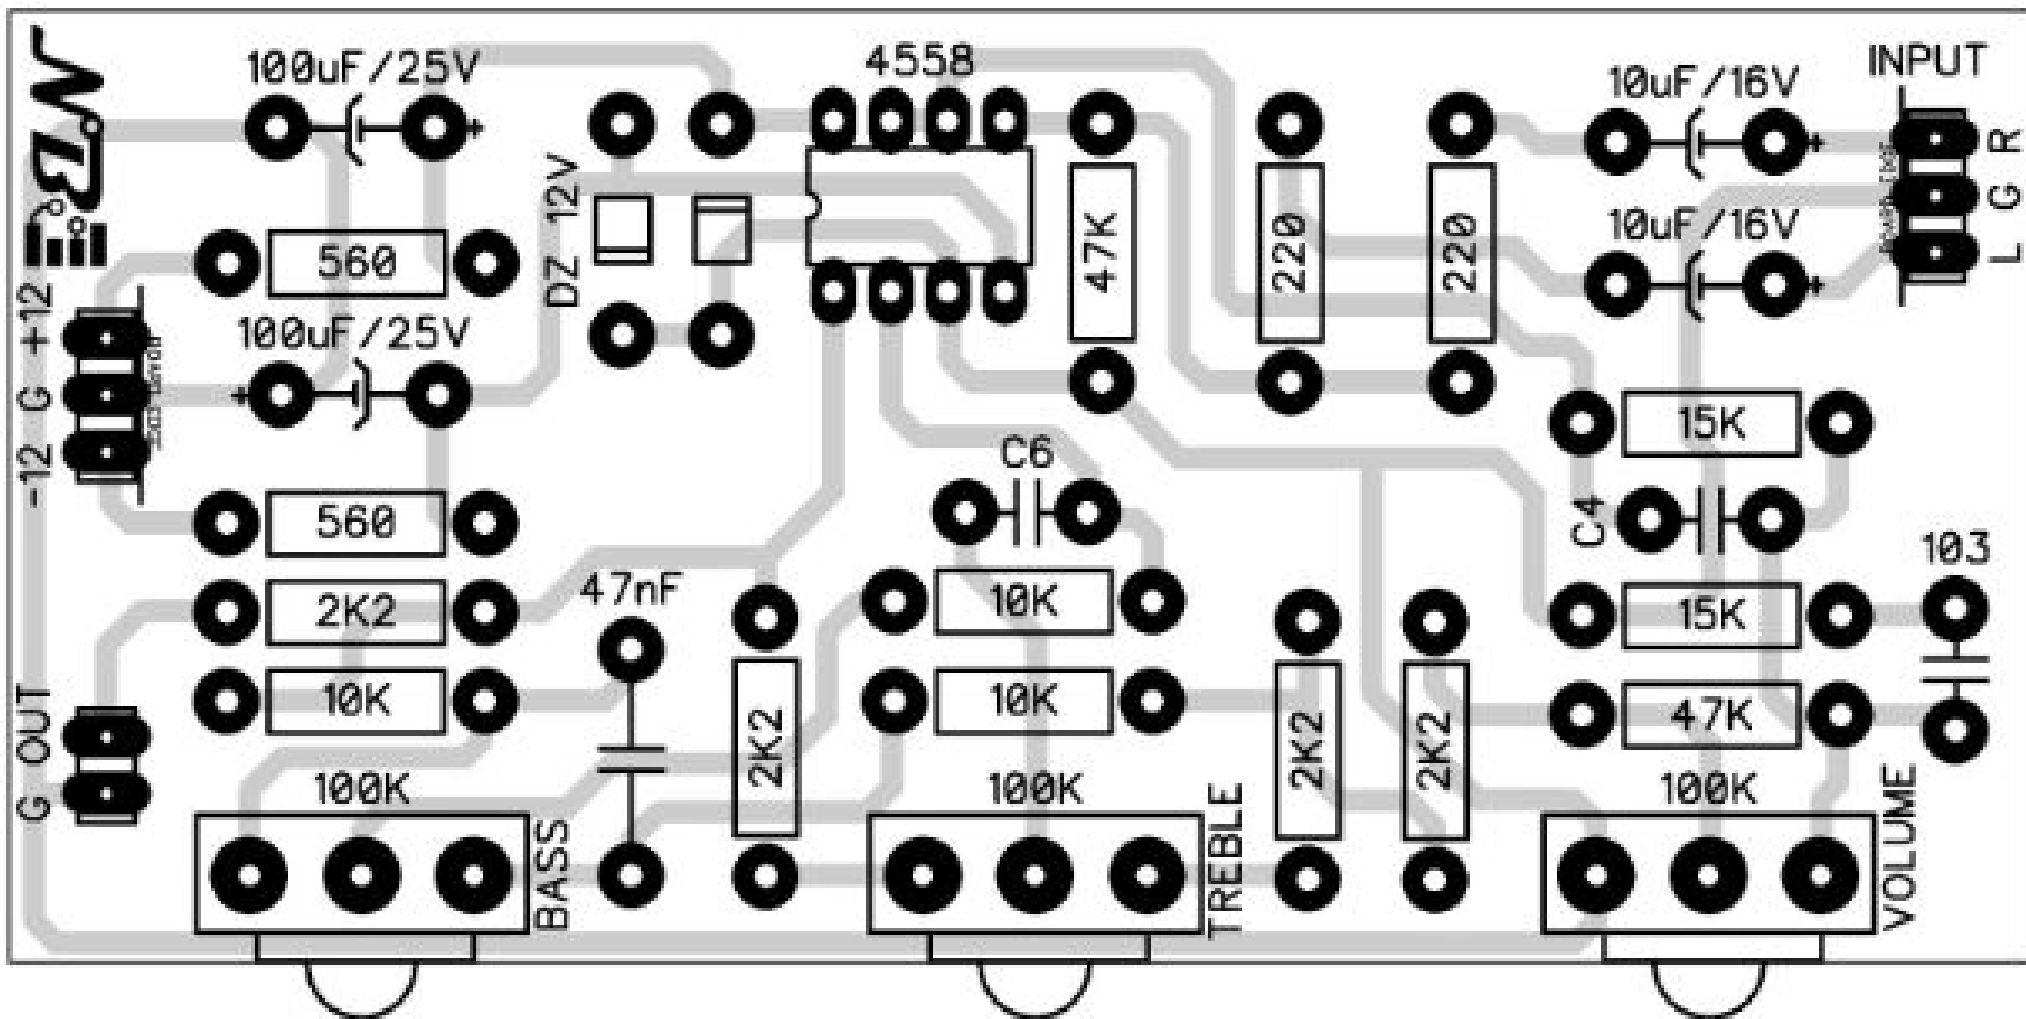 100uF/25V
4558
10uF/16V
INPUT
R
G
L
DZ 12V
560
47K
220
220
10uF/16V
+12
G
-12
100uF/25V
15K
C6
C4
560
103
2K2
47nF
10K
15K
10K
2K2
10K
2K2
2K2
47K
OUT
G
100K
BASS
100K
TREBLE
100K
VOLUME